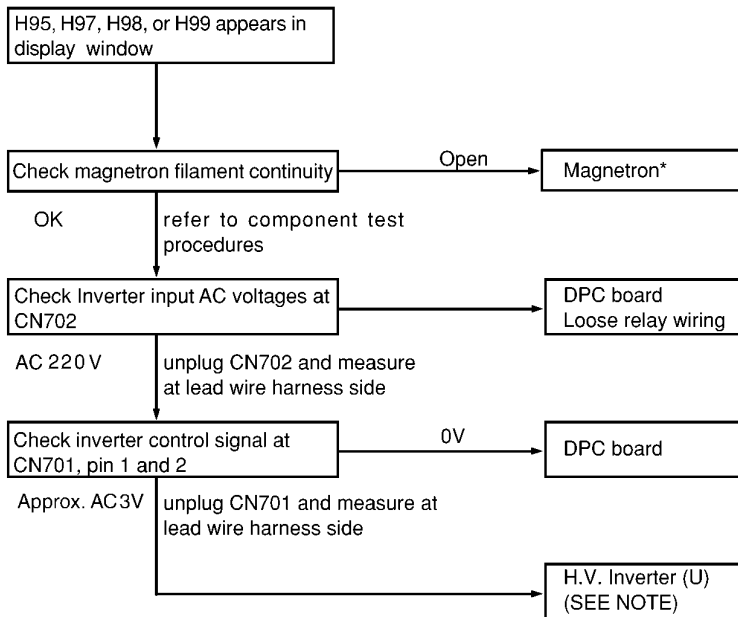 H95, H97, H98, or H99 appears in
display window
Check magnetron filament continuity
Open
Magnetron*
OK
refer to component test
procedures
Check Inverter input AC voltages at
CN702
DPC board
Loose relay wiring
AC 220V
unplug CN702 and measure
at lead wire harness side
Check inverter control signal at
CN701, pin 1 and 2
0V
DPC board
Approx. AC3V
unplug CN701 and measure at
lead wire harness side
H.V. Inverter (U)
(SEE NOTE)